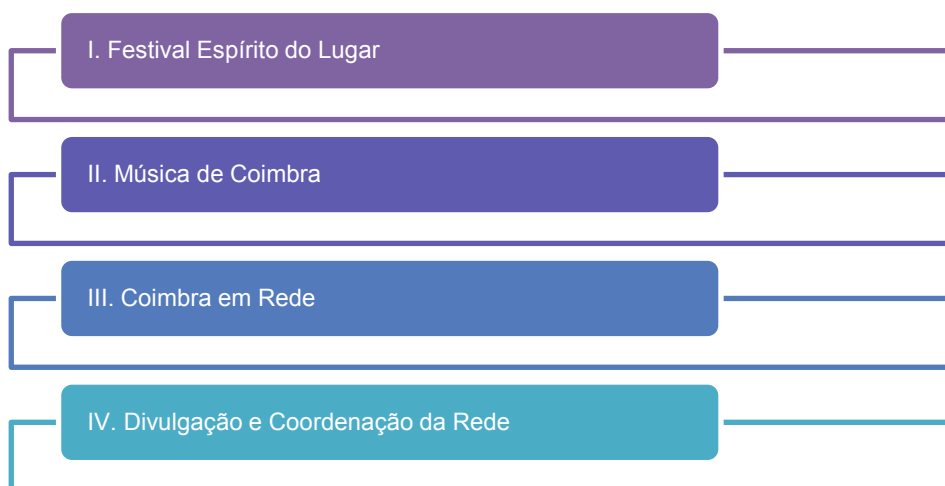 I. Festival Espírito do Lugar
II. Música de Coimbra
III. Coimbra em Rede
IV. Divulgação e Coordenação da Rede